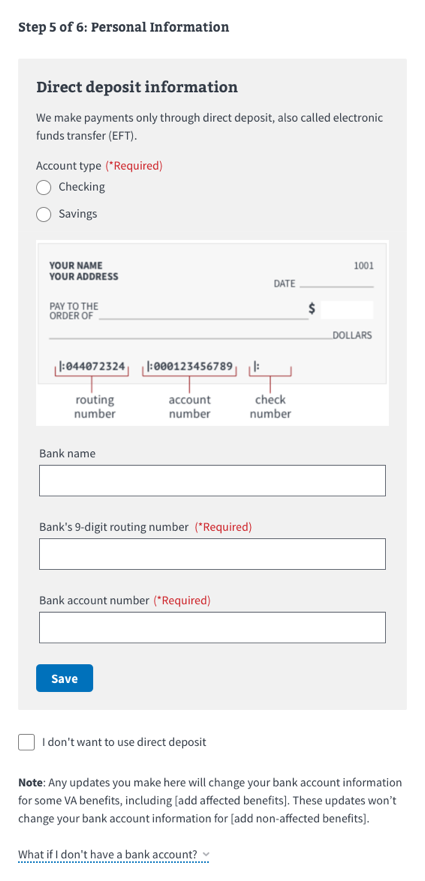 Step 5 of 6: Personal Information
Direct deposit information
We make payments only through direct deposit, also called electronic
funds transfer (EFT).
Account type (*Required)
Checking
Savings
YOUR NAME 1001
YOUR ADDRESS
DATE
PAY TO THE
ORDER OF $
DOLLARS
|:044072324 |:000123456789 |:
routing account check
number number number
Bank name
Bank's 9-digit routing number (*Required)
Bank account number (*Required)
Save
I don't want to use direct deposit
Note: Any updates you make here will change your bank account information
for some VA benefits, including [add affected benefits]. These updates won't
change your bank account information for [add non-affected benefits].
What if I don't have a bank account?